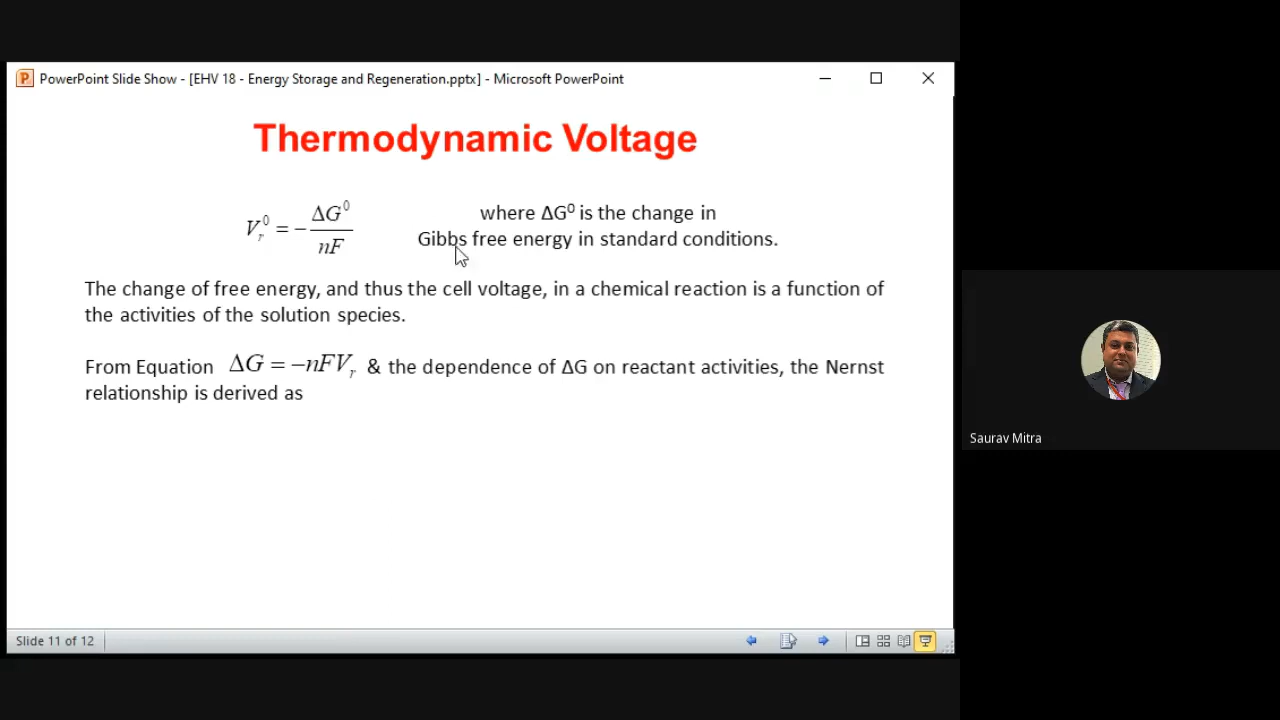 PowerPoint Slide Show - [EHV 18 - Energy Storage and Regeneration.pptx] - Microsoft PowerPoint
Thermodynamic Voltage
V_r^0 = -ΔG^0/nF
where ΔG⁰ is the change in
Gibbs free energy in standard conditions.
The change of free energy, and thus the cell voltage, in a chemical reaction is a function of
the activities of the solution species.
From Equation ΔG = -nFV_r & the dependence of ΔG on reactant activities, the Nernst
relationship is derived as
Saurav Mitra
Slide 11 of 12